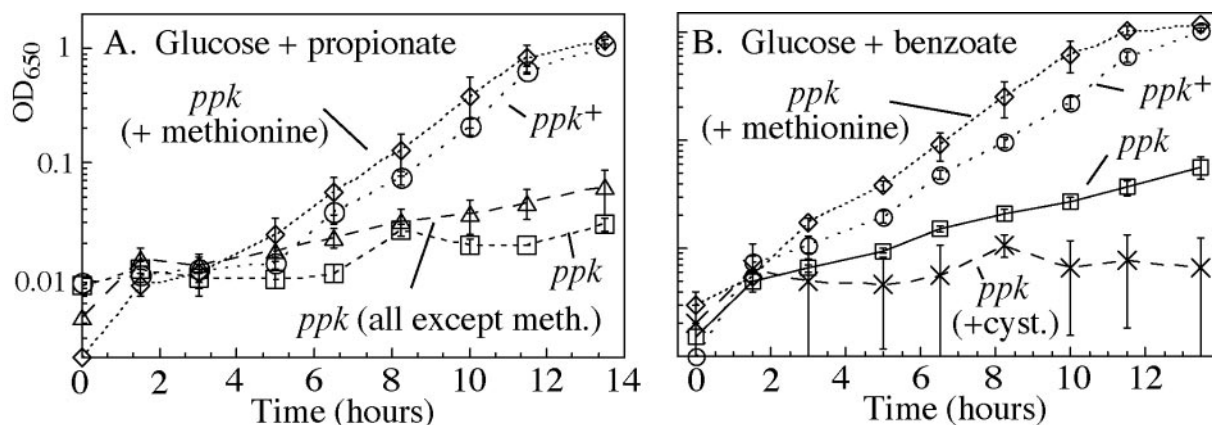 A. Glucose + propionate
OD650
1
0.1
0.01
ppk
(+ methionine)
ppk+
ppk
ppk (all except meth.)
0 2 4 6 8 10 12 14
Time (hours)
B. Glucose + benzoate
ppk
(+ methionine)
ppk+
ppk
ppk
(+cyst.)
0 2 4 6 8 10 12
Time (hours)